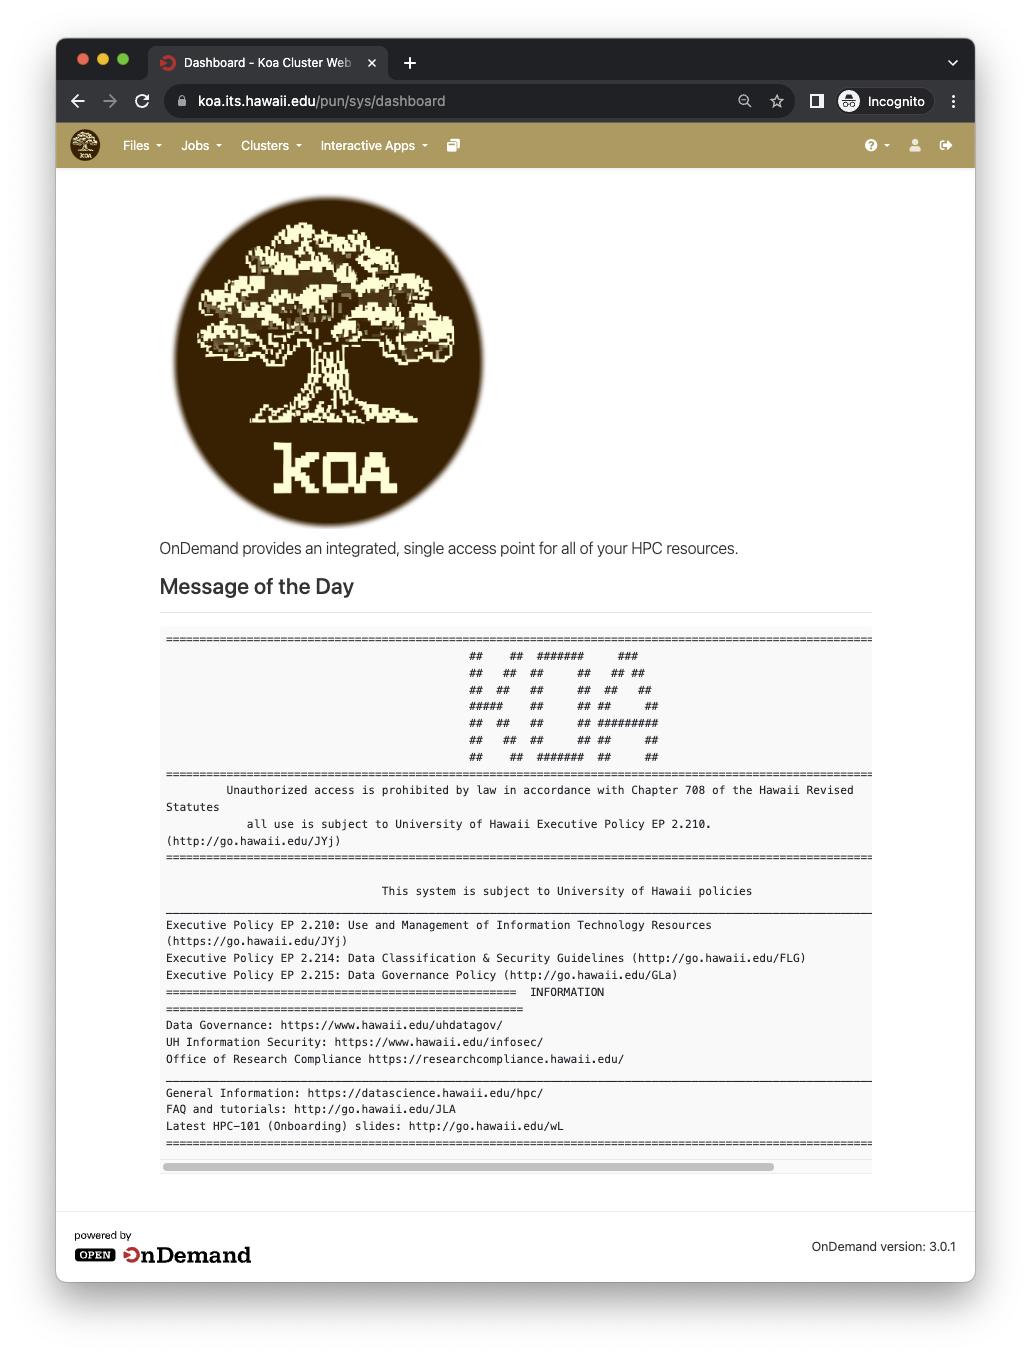 Dashboard - Koa Cluster Web
koa.its.hawaii.edu/pun/sys/dashboard
Incognito
KOA
Files
Jobs
Clusters
Interactive Apps
koa
OnDemand provides an integrated, single access point for all of your HPC resources.
Message of the Day
=========================================================================================================
##    ##  #######     ###
##   ##  ##     ##   ## ##
##  ##   ##      ##  ##   ##
#####    ##      ## ##     ##
##  ##   ##     ## #########
##   ##  ##     ## ##     ##
##    ##  #######  ##     ##
=========================================================================================================
Unauthorized access is prohibited by law in accordance with Chapter 708 of the Hawaii Revised
Statutes
all use is subject to University of Hawaii Executive Policy EP 2.210.
(http://go.hawaii.edu/JYj)
=========================================================================================================
This system is subject to University of Hawaii policies
_________________________________________________________________________________________________________
Executive Policy EP 2.210: Use and Management of Information Technology Resources
(https://go.hawaii.edu/JYj)
Executive Policy EP 2.214: Data Classification & Security Guidelines (http://go.hawaii.edu/FLG)
Executive Policy EP 2.215: Data Governance Policy (http://go.hawaii.edu/GLa)
==================================================== INFORMATION
=====================================================
Data Governance: https://www.hawaii.edu/uhdatagov/
UH Information Security: https://www.hawaii.edu/infosec/
Office of Research Compliance https://researchcompliance.hawaii.edu/
_________________________________________________________________________________________________________
General Information: https://datascience.hawaii.edu/hpc/
FAQ and tutorials: http://go.hawaii.edu/JLA
Latest HPC-101 (Onboarding) slides: http://go.hawaii.edu/wL
=========================================================================================================
powered by
OPEN OnDemand
OnDemand version: 3.0.1